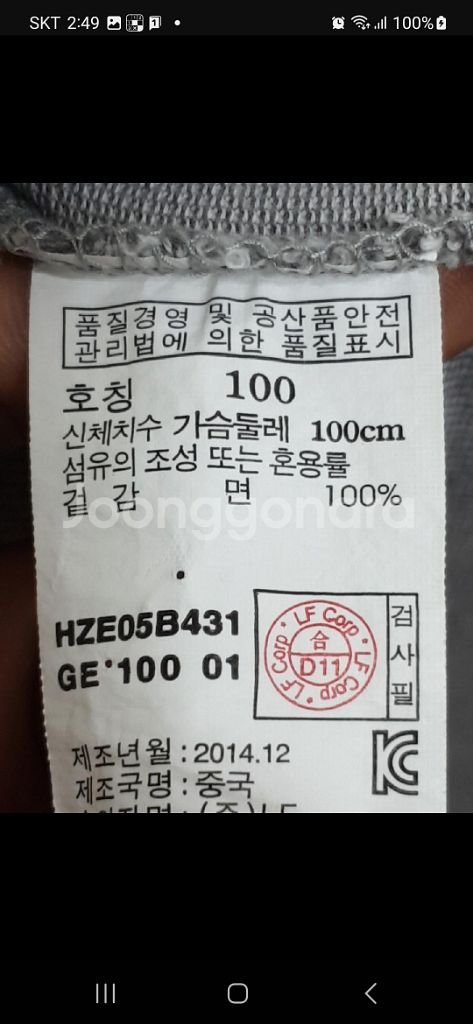 SKT 2:49
100%
품질경영 및 공산품안전
관리법에 의한 품질표시
호칭 100
신체치수 가슴둘레 100cm
섬유의 조성 또는 혼용률
겉감 면 100%
joonggonara
HZE05B431
GE 100 01
LF Corp · LF Corp · LF Corp ·
合
D11
검사필
제조년월 : 2014.12
제조국명 : 중국